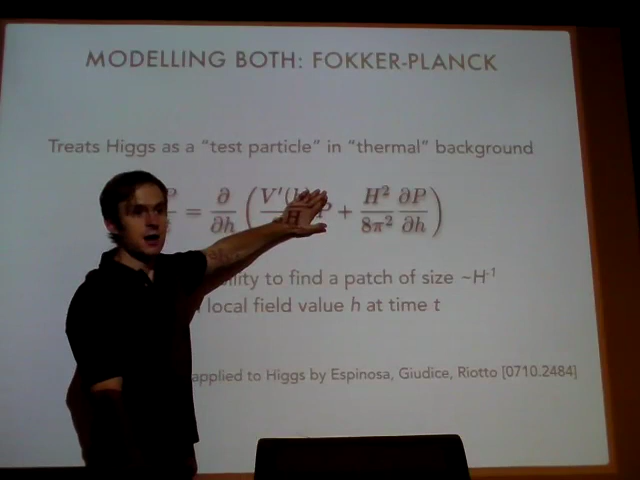 MODELLING BOTH: FOKKER-PLANCK
Treats Higgs as a "test particle" in "thermal" background
P = ∂/∂h ( V'( H P + H²/8π² ∂P/∂h )
to find a patch of size ~H⁻¹
local field value h at time t
applied to Higgs by Espinosa, Giudice, Riotto [0710.2484]